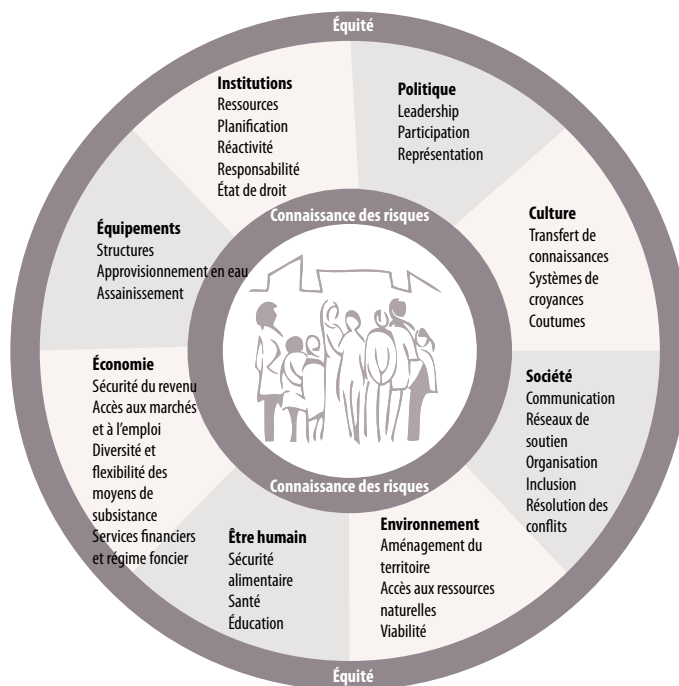 Équité
Institutions
Ressources
Planification
Réactivité
Responsabilité
État de droit
Politique
Leadership
Participation
Représentation
Culture
Transfert de
connaissances
Systèmes de
croyances
Coutumes
Société
Communication
Réseaux de
soutien
Organisation
Inclusion
Résolution des
conflits
Environnement
Aménagement du
territoire
Accès aux ressources
naturelles
Viabilité
Être humain
Sécurité
alimentaire
Santé
Éducation
Économie
Sécurité du revenu
Accès aux marchés
et à l'emploi
Diversité et
flexibilité des
moyens de
subsistance
Services financiers
et régime foncier
Équipements
Structures
Approvisionnement en eau
Assainissement
Connaissance des risques
Connaissance des risques
Équité